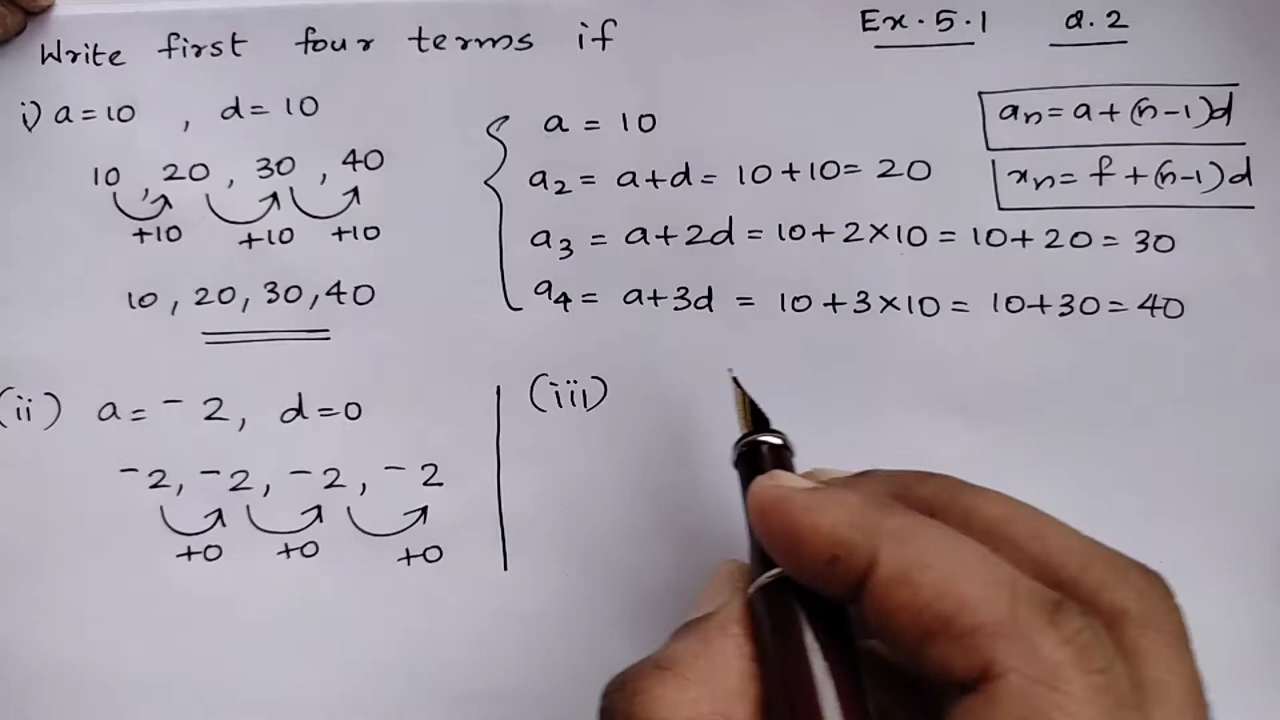 Write first four terms if
Ex. 5.1 Q.2
i) a = 10 , d = 10
10 , 20 , 30 , 40
+10 +10 +10
10 , 20, 30, 40
a = 10
a2 = a+d = 10+10= 20
a3 = a+2d = 10+2×10 = 10+20 = 30
a4 = a+3d = 10+3×10 = 10+30 = 40
an = a+(n-1)d
xn = f+(n-1)d
(ii) a = -2, d=0
-2, -2, -2, -2
+0 +0 +0
(iii)